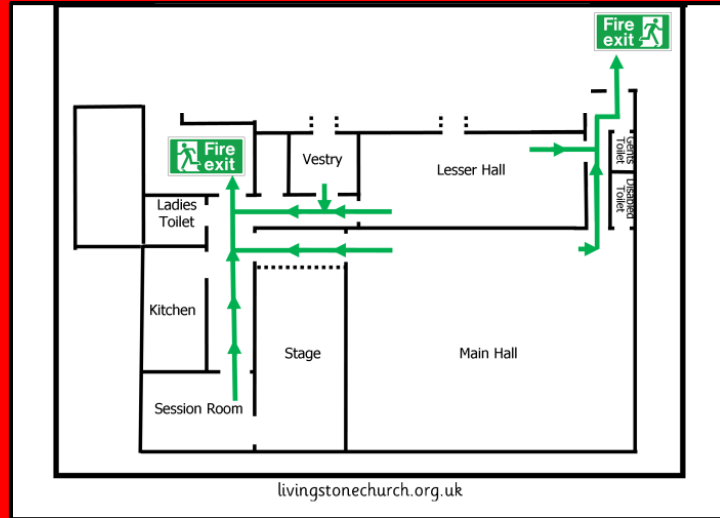 Fire
exit
Fire
exit
Vestry
Lesser Hall
Gents
Toilet
Disabled
Toilet
Ladies
Toilet
Kitchen
Stage
Main Hall
Session Room
livingstonechurch.org.uk